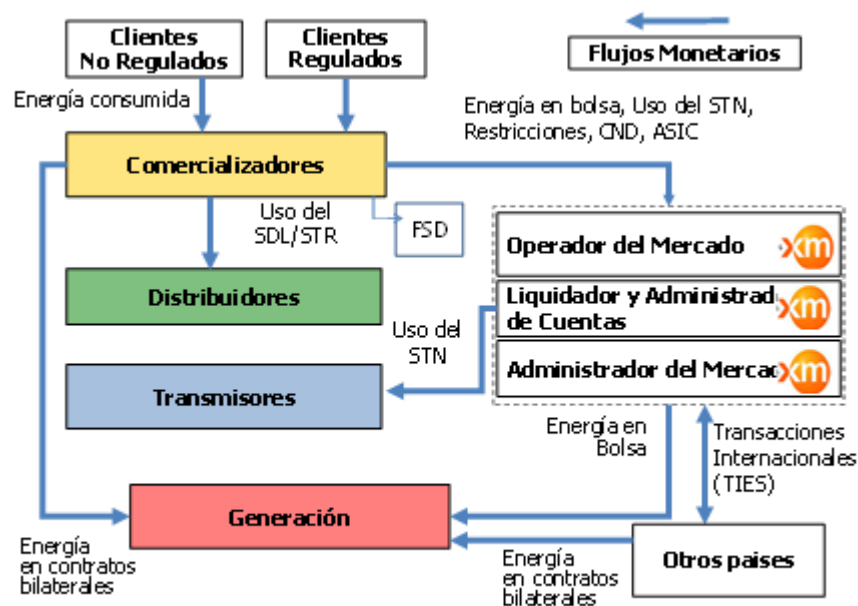 Clientes
No Regulados
Clientes
Regulados
Flujos Monetarios
Energía consumida
Energía en bolsa, Uso del STN,
Restricciones, CND, ASIC
Comercializadores
Uso del
SDL/STR
FSD
Operador del Mercado
xm
Distribuidores
Liquidador y Administrad
de Cuentas
xm
Uso del
STN
Transmisores
Administrador del Mercad
xm
Energía en
Bolsa
Transacciones
Internacionales
(TIES)
Generación
Otros paises
Energía
en contratos
bilaterales
Energía
en contratos
bilaterales